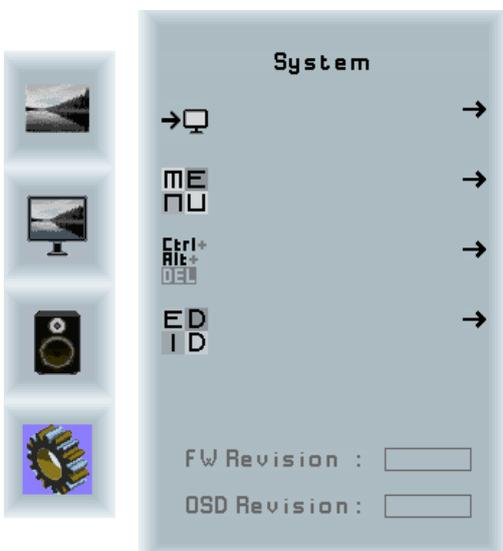 System
ME
NU
Ctrl+
Alt+
DEL
ED
ID
FW Revision :
OSD Revision :